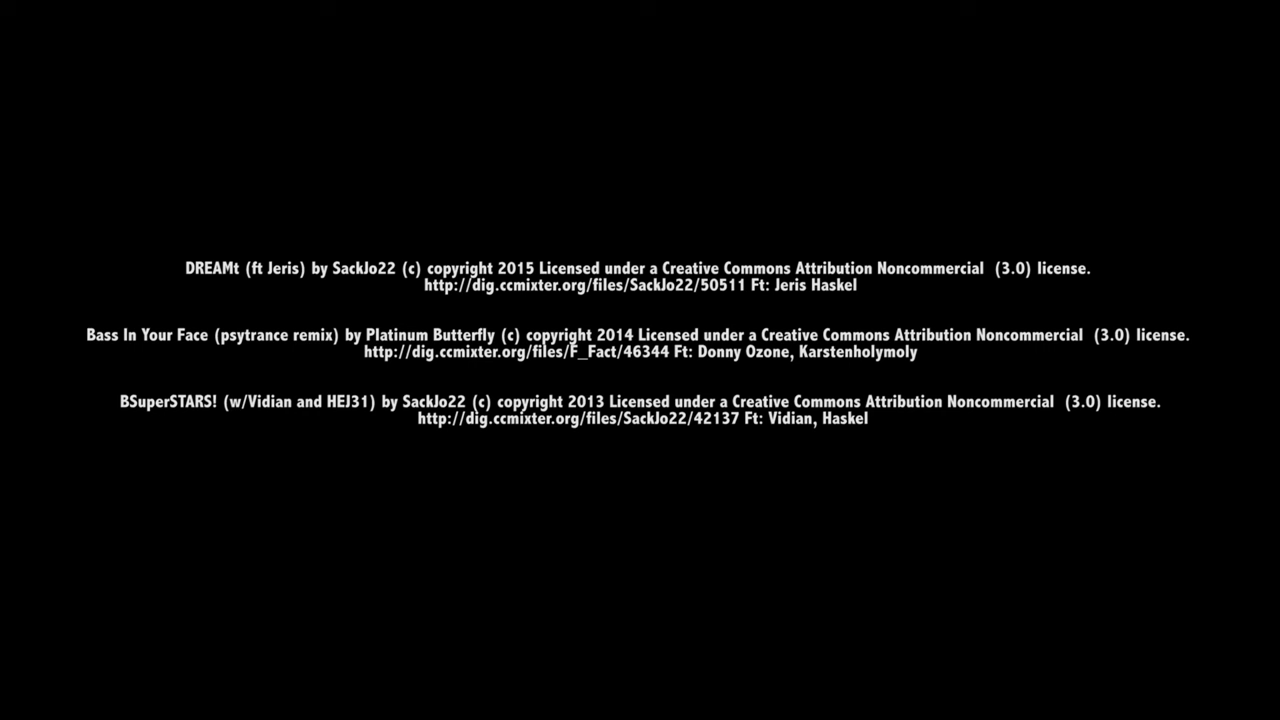 DREAMt (ft Jeris) by SackJo22 (c) copyright 2015 Licensed under a Creative Commons Attribution Noncommercial  (3.0) license.
http://dig.ccmixter.org/files/SackJo22/50511 Ft: Jeris Haskel
Bass In Your Face (psytrance remix) by Platinum Butterfly (c) copyright 2014 Licensed under a Creative Commons Attribution Noncommercial  (3.0) license.
http://dig.ccmixter.org/files/F_Fact/46344 Ft: Donny Ozone, Karstenholymoly
BSuperSTARS! (w/Vidian and HEJ31) by SackJo22 (c) copyright 2013 Licensed under a Creative Commons Attribution Noncommercial  (3.0) license.
http://dig.ccmixter.org/files/SackJo22/42137 Ft: Vidian, Haskel